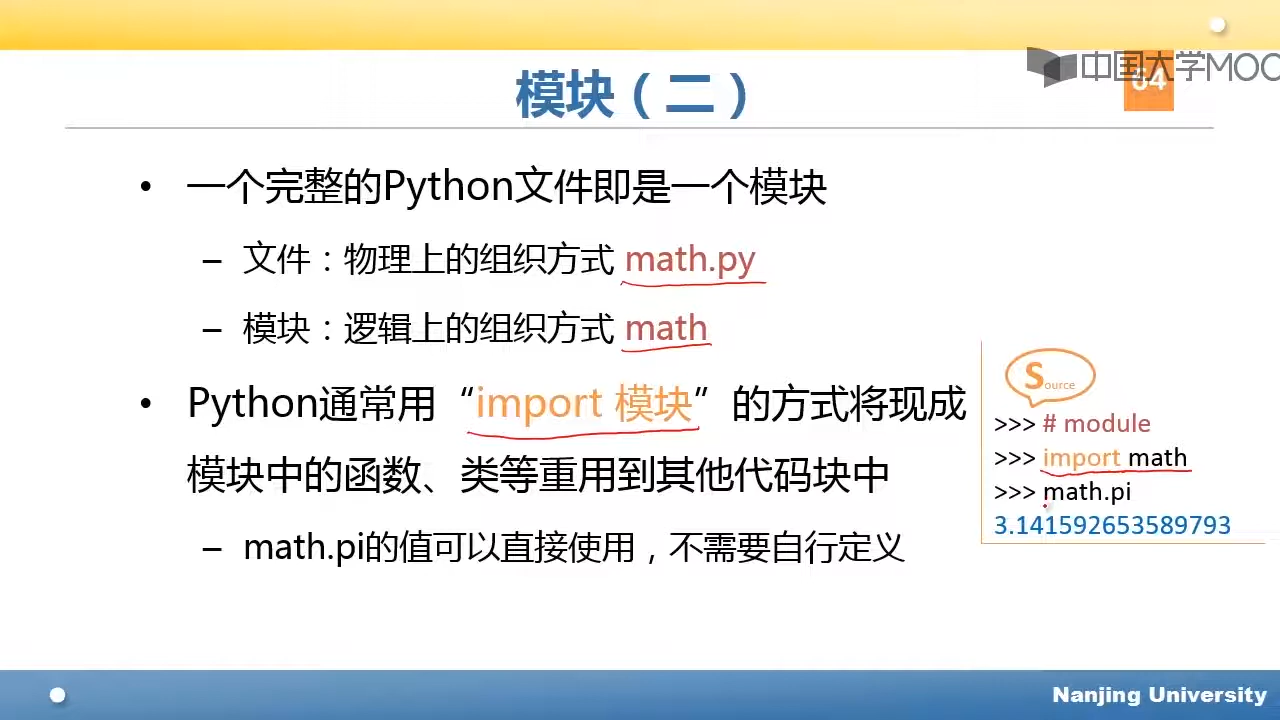 中国大学MOC
64
模块（二）
• 一个完整的Python文件即是一个模块
– 文件：物理上的组织方式 math.py
– 模块：逻辑上的组织方式 math
• Python通常用“import 模块”的方式将现成
模块中的函数、类等重用到其他代码块中
– math.pi的值可以直接使用，不需要自行定义
Source
>>> # module
>>> import math
>>> math.pi
3.141592653589793
Nanjing University